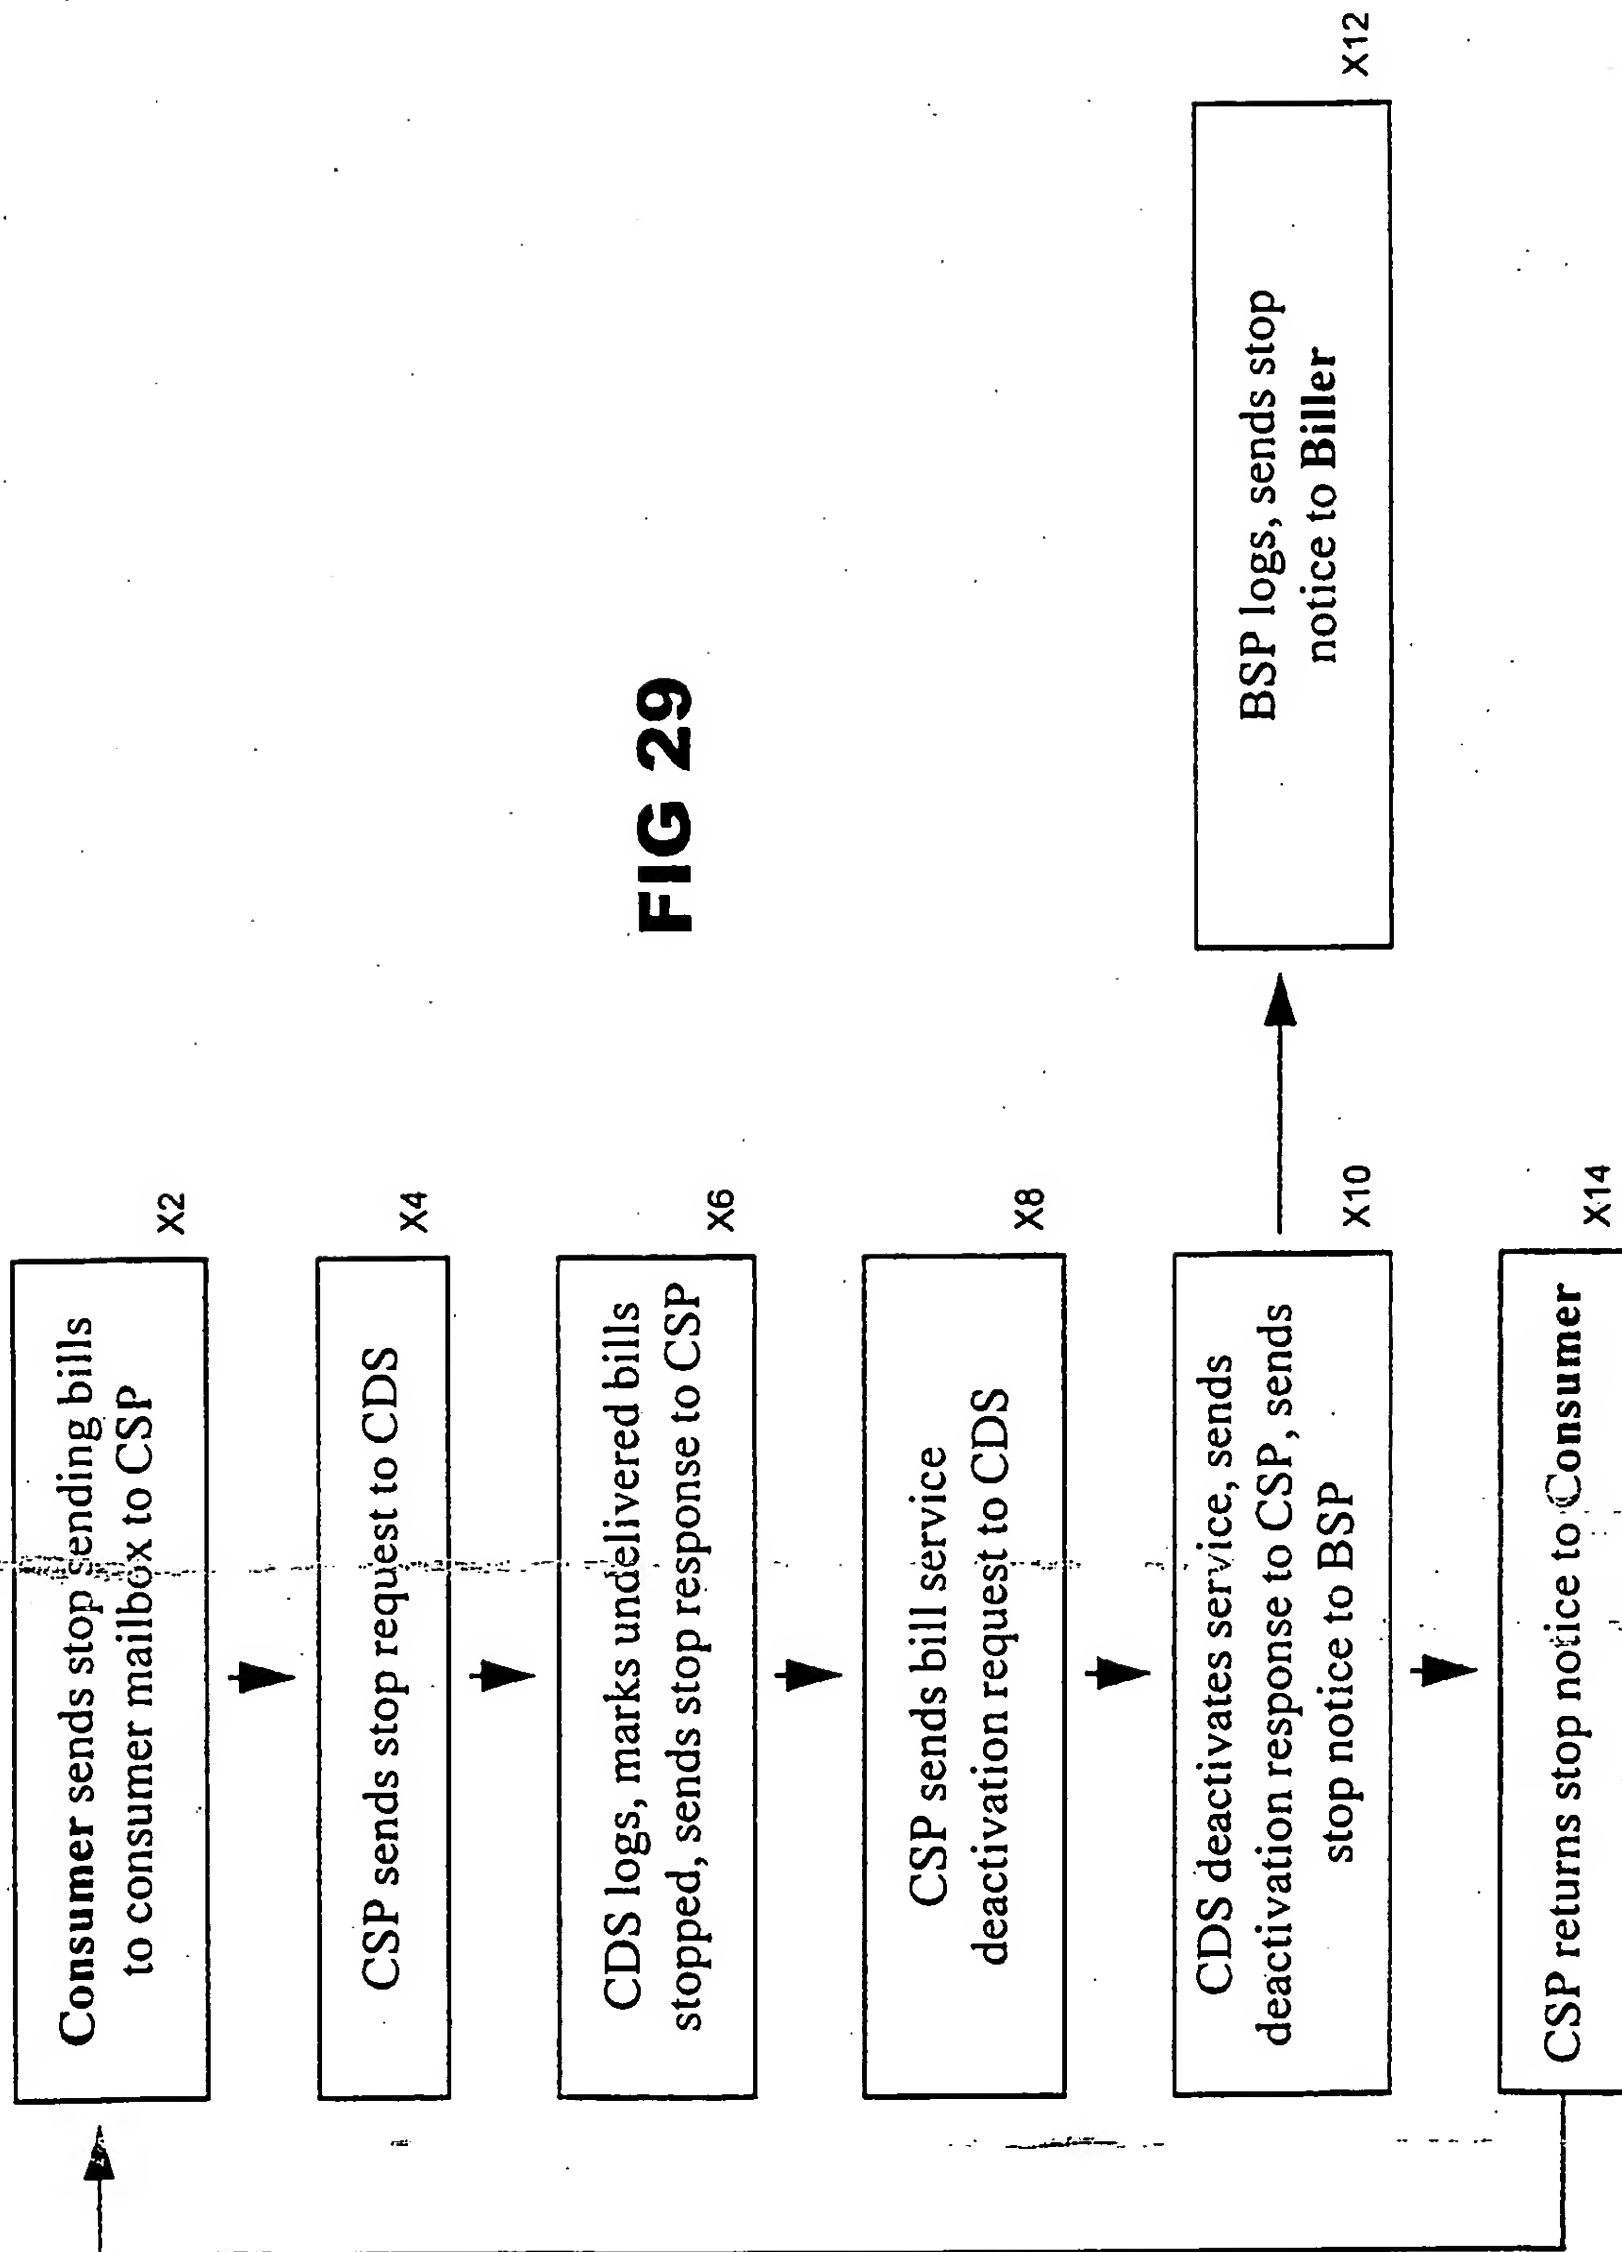 Consumer sends stop sending bills
to consumer mailbox to CSP
X2
CSP sends stop request to CDS
X4
CDS logs, marks undelivered bills
stopped, sends stop response to CSP
X6
CSP sends bill service
deactivation request to CDS
X8
CDS deactivates service, sends
deactivation response to CSP, sends
stop notice to BSP
X10
BSP logs, sends stop
notice to Biller
X12
CSP returns stop notice to Consumer
X14
FIG 29